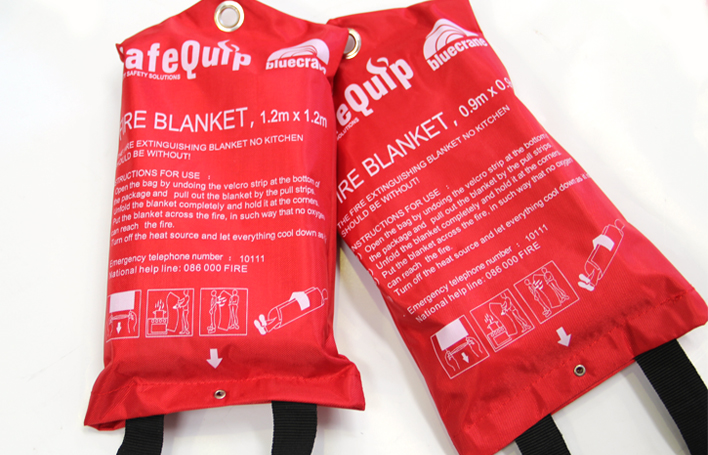 afeQuip
SAFETY SOLUTIONS
bluecrane
FIRE BLANKET, 1.2m x 1.2m
THE FIRE EXTINGUISHING BLANKET NO KITCHEN
SHOULD BE WITHOUT!
INSTRUCTIONS FOR USE :
Open the bag by undoing the velcro strip at the bottom of
the package and pull out the blanket by the pull strips.
Unfold the blanket completely and hold it at the corners.
Put the blanket across the fire, in such way that no oxygen
can reach the fire.
Turn off the heat source and let everything cool down
Emergency telephone number : 10111
National help line: 086 000 FIRE
feQuip
SOLUTIONS
bluecrane
FIRE BLANKET, 0.9m x 0.9
THE FIRE EXTINGUISHING BLANKET NO KITCHEN
SHOULD BE WITHOUT!
INSTRUCTIONS FOR USE :
Open the bag by undoing the velcro strip at the bottom
the package and pull out the blanket by the pull strips.
Unfold the blanket completely and hold it at the corners.
Put the blanket across the fire, in such way that no oxygen
can reach the fire.
Turn off the heat source and let everything cool down
Emergency telephone number : 10111
National help line: 086 000 FIRE